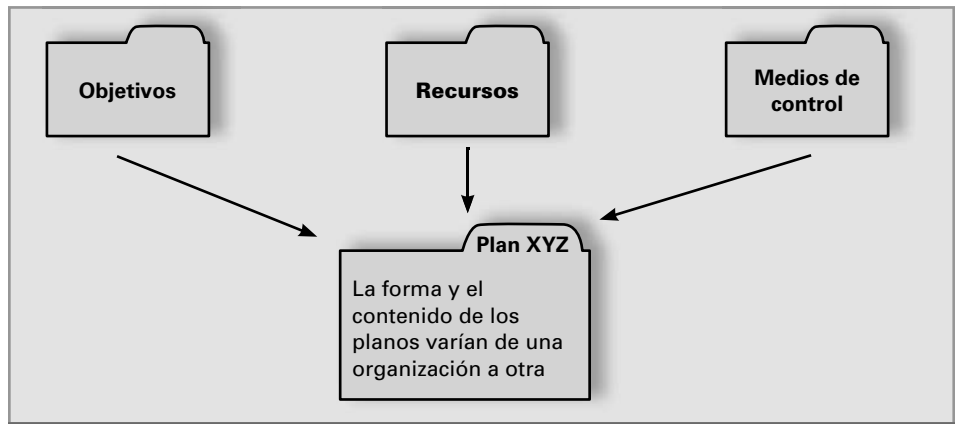 Objetivos
Recursos
Medios de
control
Plan XYZ
La forma y el
contenido de los
planos varían de una
organización a otra